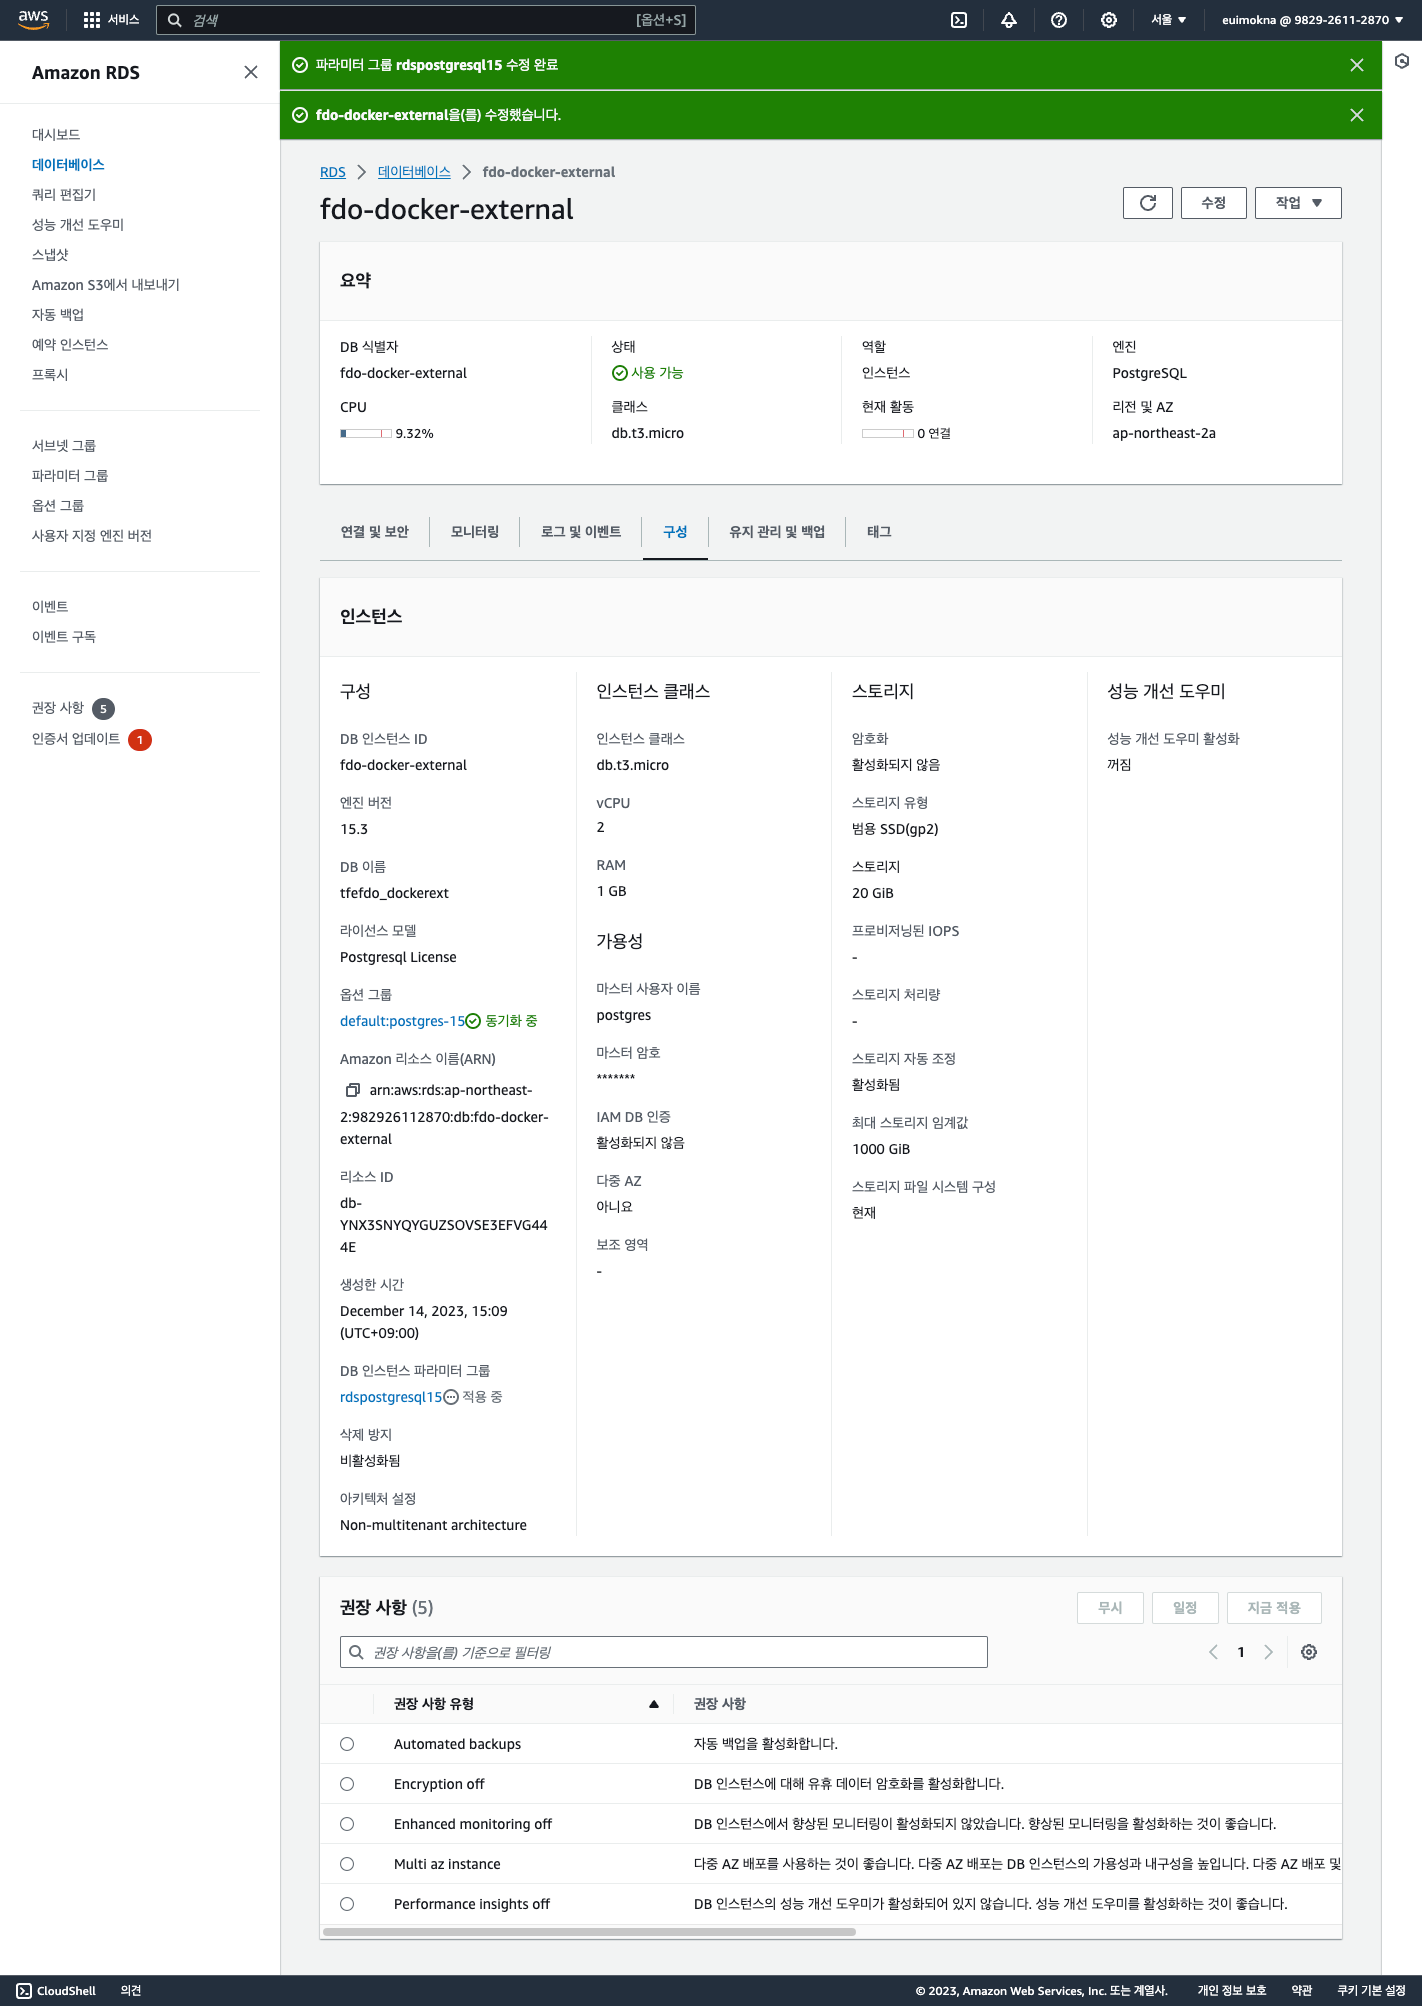 aws
서비스
검색
[옵션+S]
서울 ▼
euimokna @ 9829-2611-2870 ▼
Amazon RDS
대시보드
데이터베이스
쿼리 편집기
성능 개선 도우미
스냅샷
Amazon S3에서 내보내기
자동 백업
예약 인스턴스
프록시
서브넷 그룹
파라미터 그룹
옵션 그룹
사용자 지정 엔진 버전
이벤트
이벤트 구독
권장 사항 5
인증서 업데이트 1
파라미터 그룹 rdspostgresql15 수정 완료
fdo-docker-external을(를) 수정했습니다.
RDS > 데이터베이스 > fdo-docker-external
fdo-docker-external
수정
작업 ▼
요약
DB 식별자
fdo-docker-external
CPU
9.32%
상태
사용 가능
클래스
db.t3.micro
역할
인스턴스
현재 활동
0 연결
엔진
PostgreSQL
리전 및 AZ
ap-northeast-2a
연결 및 보안
모니터링
로그 및 이벤트
구성
유지 관리 및 백업
태그
인스턴스
구성
DB 인스턴스 ID
fdo-docker-external
엔진 버전
15.3
DB 이름
tfefdo_dockerext
라이선스 모델
Postgresql License
옵션 그룹
default:postgres-15 동기화 중
Amazon 리소스 이름(ARN)
arn:aws:rds:ap-northeast-
2:982926112870:db:fdo-docker-
external
리소스 ID
db-
YNX3SNYQYGUZSOVSE3EFVG44
4E
생성한 시간
December 14, 2023, 15:09
(UTC+09:00)
DB 인스턴스 파라미터 그룹
rdspostgresql15 적용 중
삭제 방지
비활성화됨
아키텍처 설정
Non-multitenant architecture
인스턴스 클래스
인스턴스 클래스
db.t3.micro
vCPU
2
RAM
1 GB
가용성
마스터 사용자 이름
postgres
마스터 암호
*******
IAM DB 인증
활성화되지 않음
다중 AZ
아니요
보조 영역
-
스토리지
암호화
활성화되지 않음
스토리지 유형
범용 SSD(gp2)
스토리지
20 GiB
프로비저닝된 IOPS
-
스토리지 처리량
-
스토리지 자동 조정
활성화됨
최대 스토리지 임계값
1000 GiB
스토리지 파일 시스템 구성
현재
성능 개선 도우미
성능 개선 도우미 활성화
꺼짐
권장 사항 (5)
무시
일정
지금 적용
권장 사항을(를) 기준으로 필터링
< 1 >
권장 사항 유형 ▲ 권장 사항
Automated backups 자동 백업을 활성화합니다.
Encryption off DB 인스턴스에 대해 유휴 데이터 암호화를 활성화합니다.
Enhanced monitoring off DB 인스턴스에서 향상된 모니터링이 활성화되지 않았습니다. 향상된 모니터링을 활성화하는 것이 좋습니다.
Multi az instance 다중 AZ 배포를 사용하는 것이 좋습니다. 다중 AZ 배포는 DB 인스턴스의 가용성과 내구성을 높입니다. 다중 AZ 배포 및
Performance insights off DB 인스턴스의 성능 개선 도우미가 활성화되어 있지 않습니다. 성능 개선 도우미를 활성화하는 것이 좋습니다.
CloudShell
의견
© 2023, Amazon Web Services, Inc. 또는 계열사.
개인 정보 보호
약관
쿠키 기본 설정